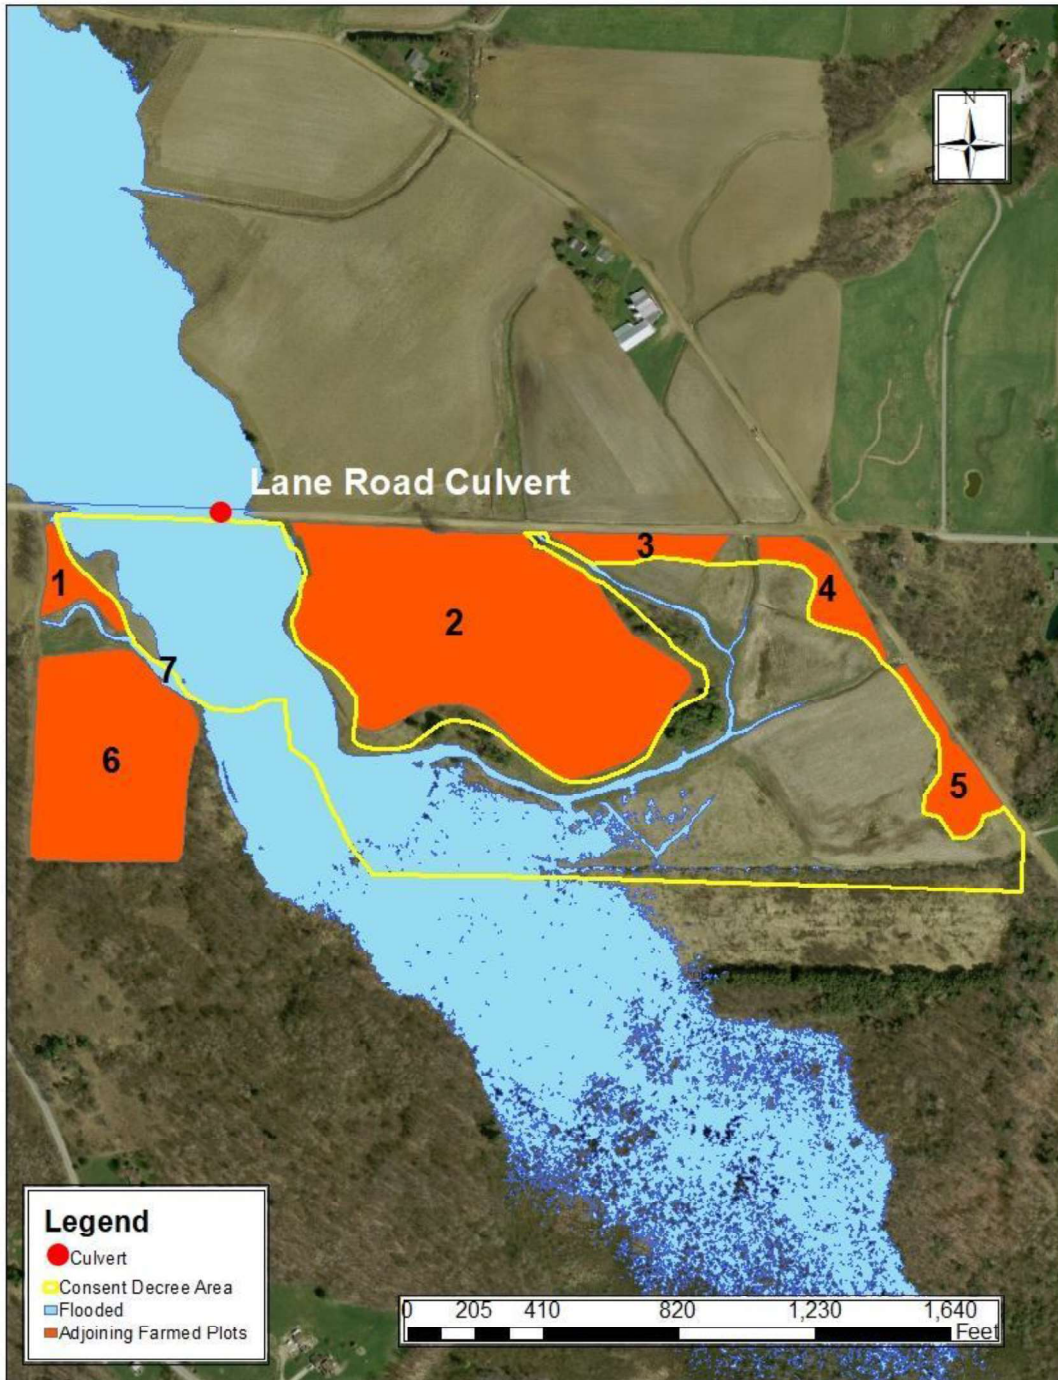 N
Lane Road Culvert
3
1
4
2
7
6
5
Legend
Culvert
Consent Decree Area
Flooded
Adjoining Farmed Plots
0 205 410 820 1,230 1,640
Feet